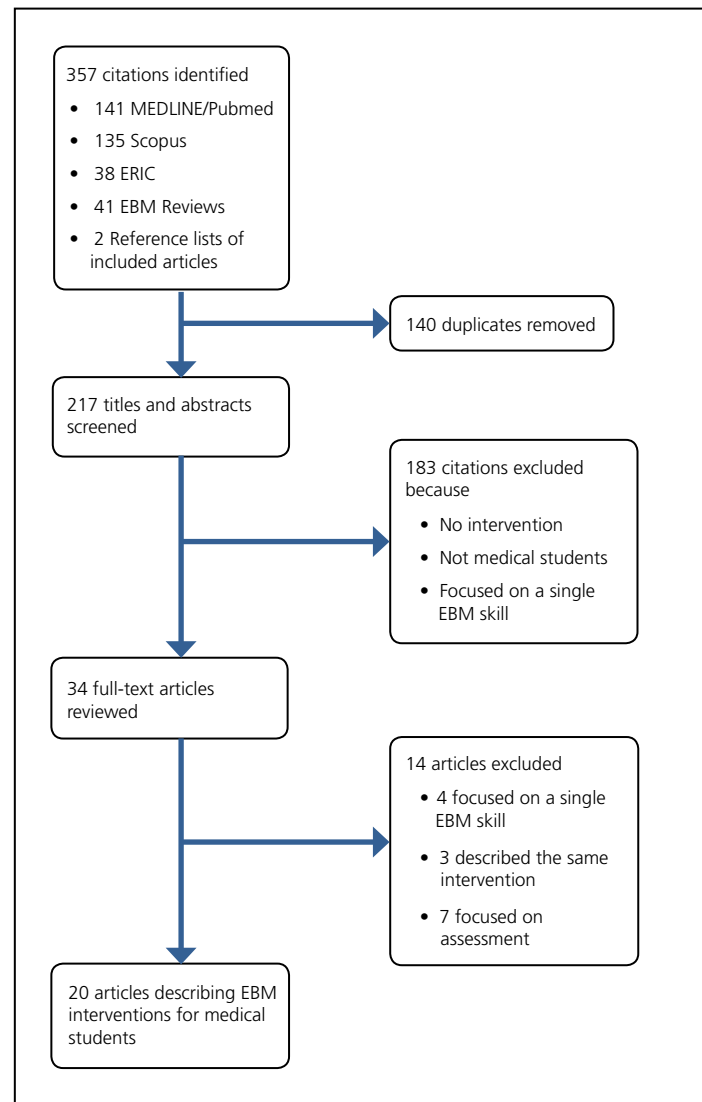 357 citations identified
• 141 MEDLINE/Pubmed
• 135 Scopus
• 38 ERIC
• 41 EBM Reviews
• 2 Reference lists of
included articles
140 duplicates removed
217 titles and abstracts
screened
183 citations excluded
because
• No intervention
• Not medical students
• Focused on a single
EBM skill
34 full-text articles
reviewed
14 articles excluded
• 4 focused on a single
EBM skill
• 3 described the same
intervention
• 7 focused on
assessment
20 articles describing EBM
interventions for medical
students